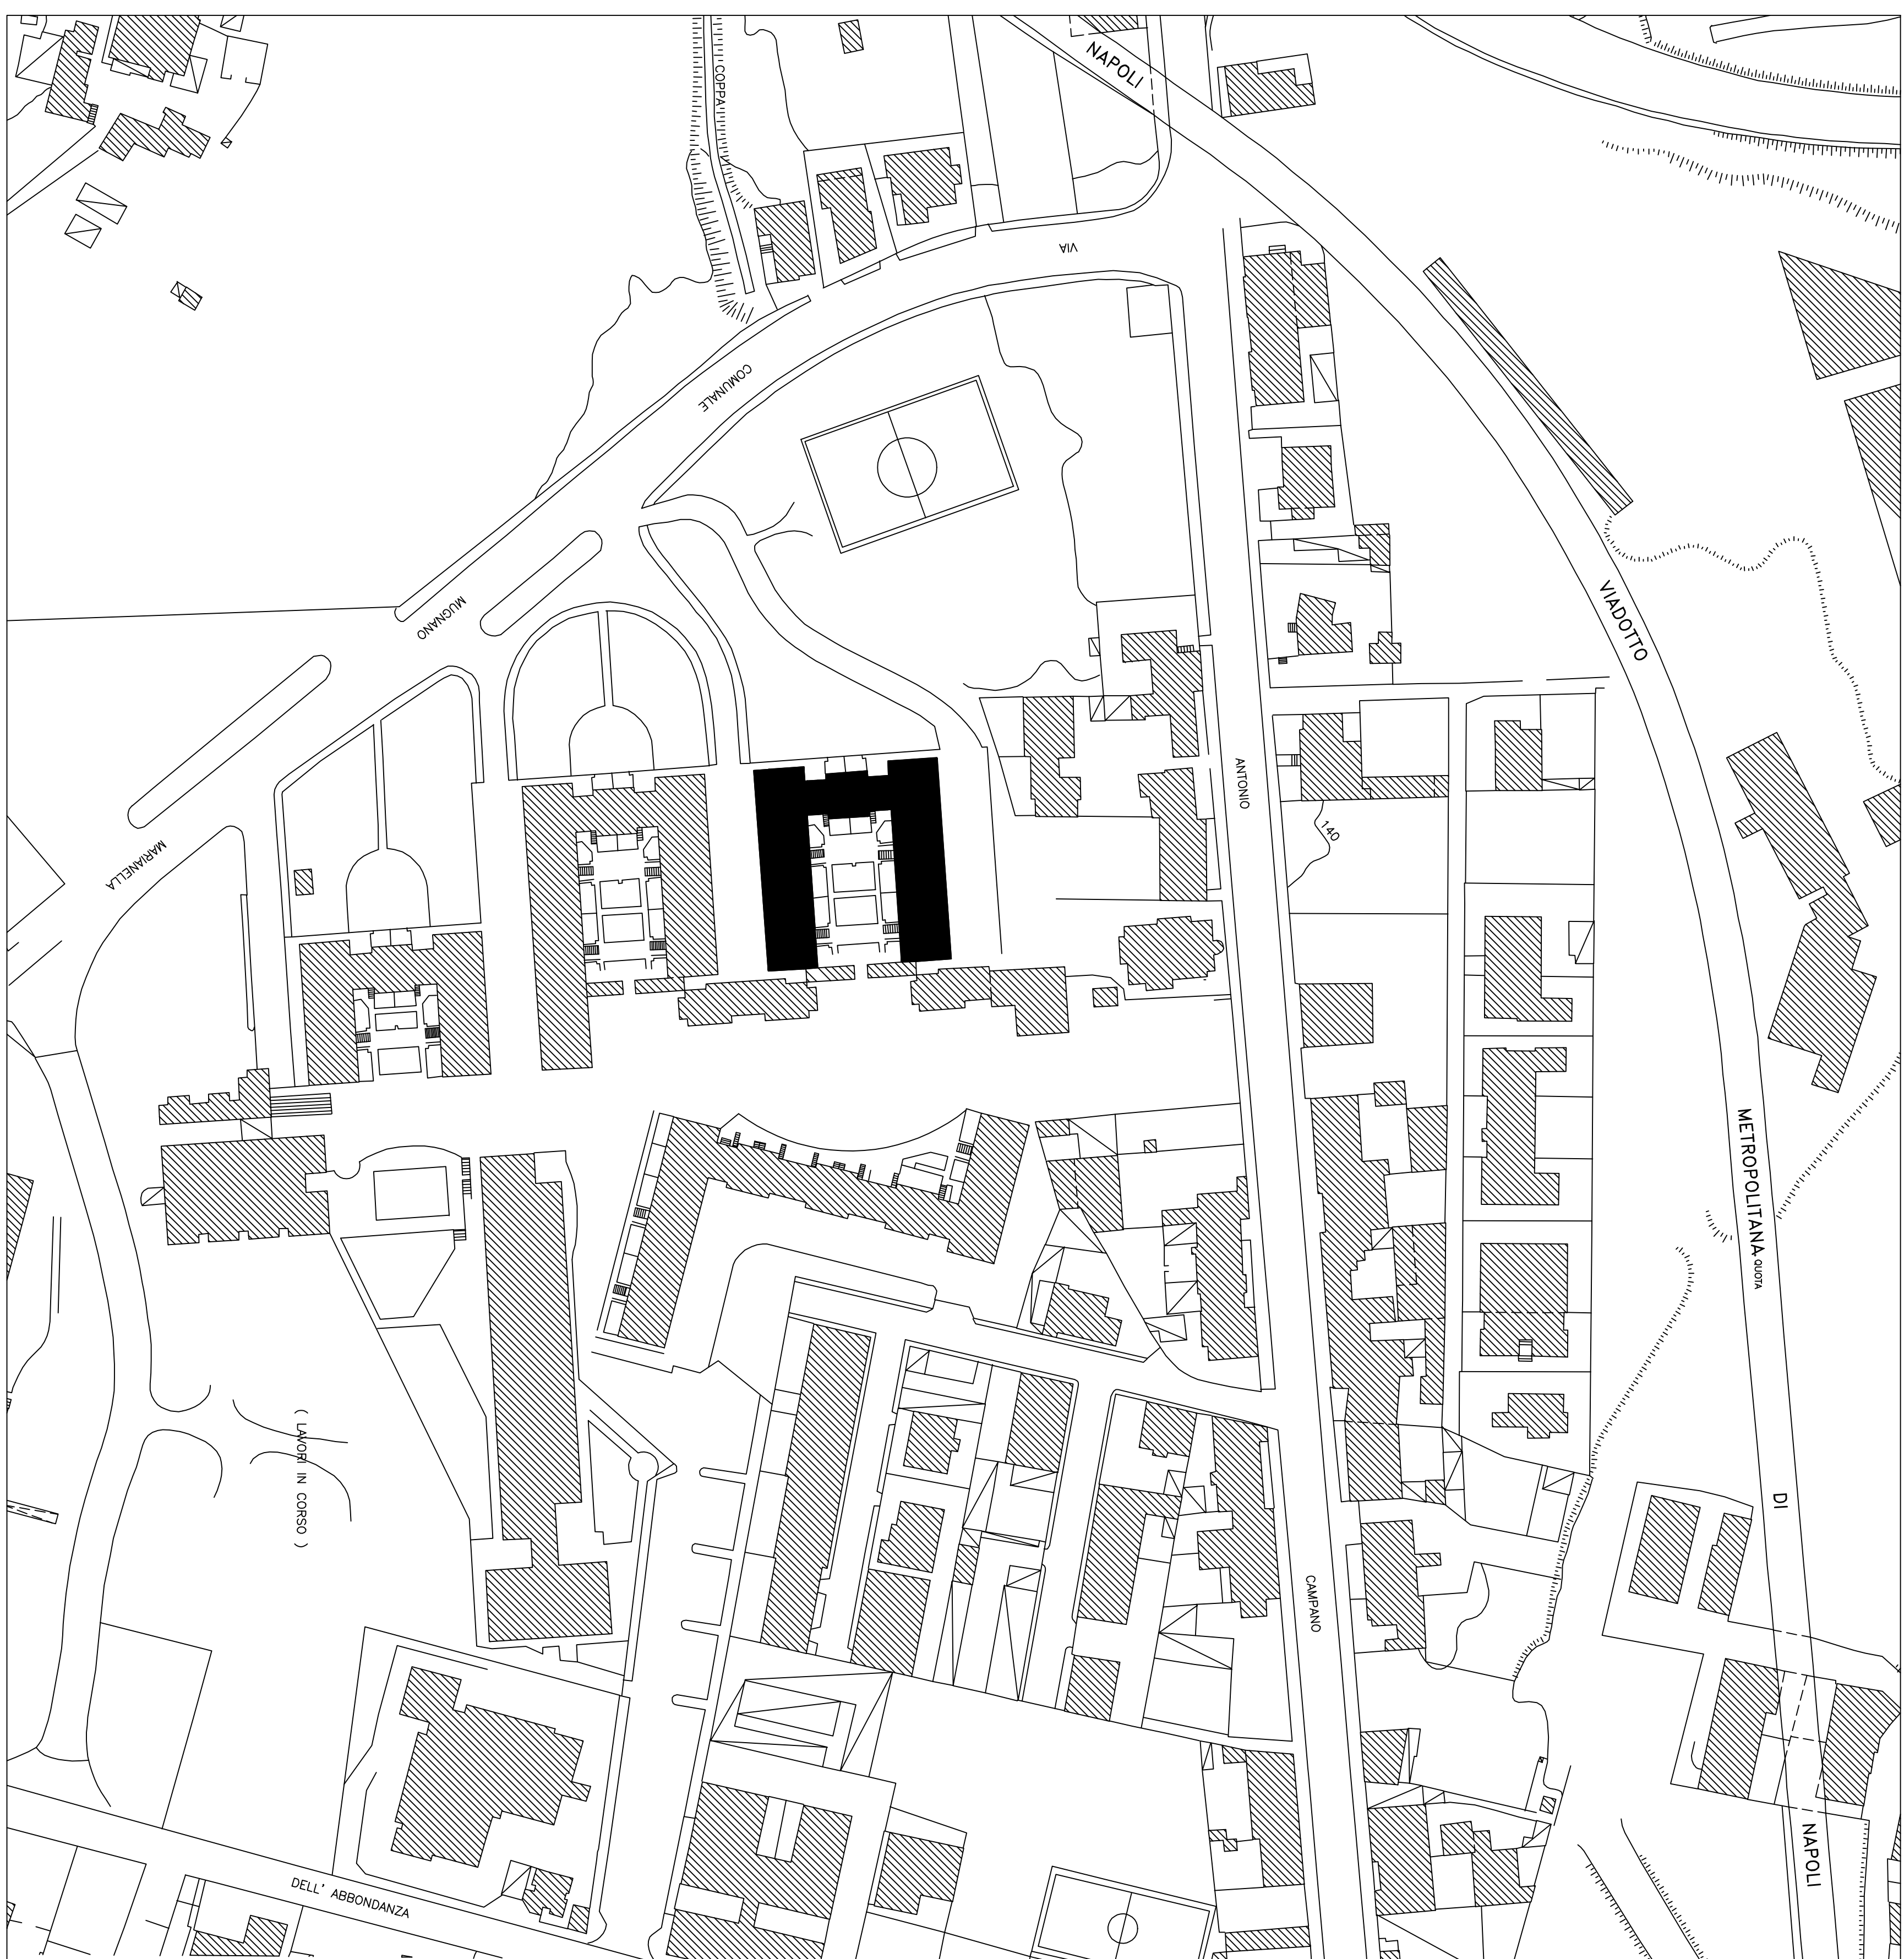 NAPOLI
COPPA
VIA
COMUNALE
MUGNANO
VIADOTTO
ANTONIO
140
MARIANELLA
METROPOLITANA QUOTA
( LAVORI IN CORSO )
DI
CAMPANO
NAPOLI
DELL' ABBONDANZA